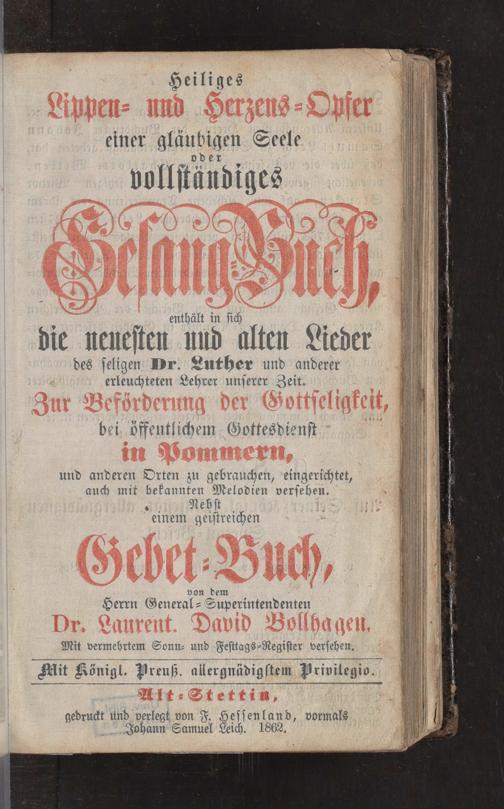 Heiliges
Lippen- und Herzens-Opfer
einer gläubigen Seele
oder
vollständiges
Gesang-Buch,
enthält in sich
die neuesten und alten Lieder
des seligen Dr. Luther und anderer
erleuchteten Lehrer unserer Zeit.
Zur Beförderung der Gottseligkeit,
bei öffentlichem Gottesdienst
in Pommern,
und anderen Orten zu gebrauchen, eingerichtet,
auch mit bekannten Melodien versehen.
Nebst
einem geistreichen
Gebet-Buch,
von dem
Herrn General-Superintendenten
Dr. Laurent. David Bollhagen.
Mit vermehrtem Sonn- und Festtags-Register versehen.
Mit Königl. Preuß. allergnädigstem Privilegio.
Alt-Stettin,
gedruckt und verlegt von F. Hessenland, vormals
Johann Samuel Leich. 1862.